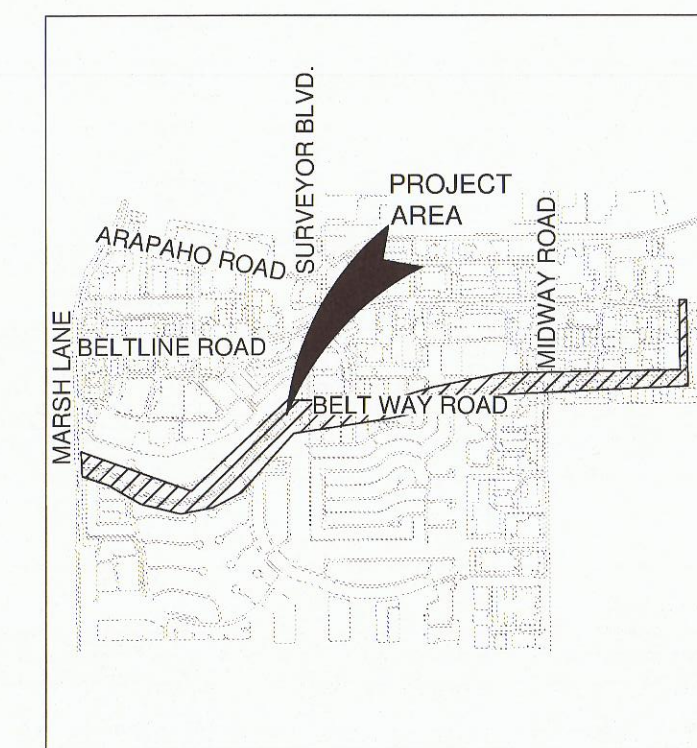 SURVEYOR BLVD.
PROJECT
AREA
ARAPAHO ROAD
MIDWAY ROAD
MARSH LANE
BELTLINE ROAD
BELT WAY ROAD